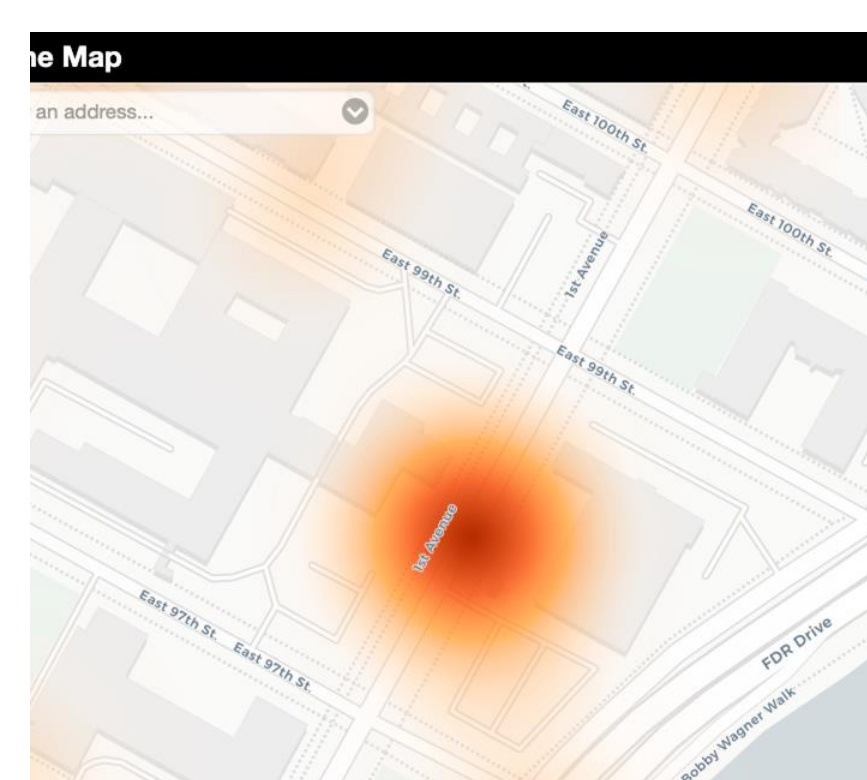 ne Map
an address...
East 100th St.
East 100th St.
1st Avenue
East 99th St.
East 99th St.
1st Avenue
East 97th St.
East 97th St.
FDR Drive
Bobby Wagner Walk